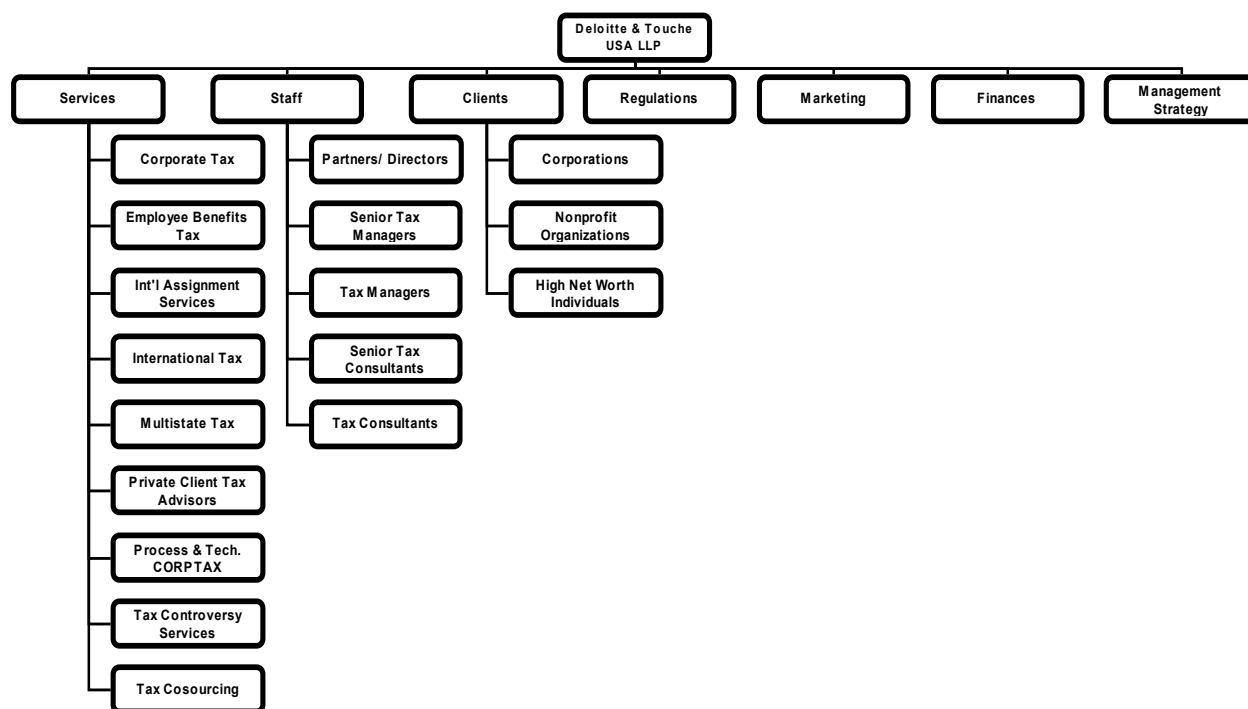 Deloitte & Touche
USA LLP
Services
Staff
Clients
Regulations
Marketing
Finances
Management
Strategy
Corporate Tax
Employee Benefits
Tax
Int'l Assignment
Services
International Tax
Multistate Tax
Private Client Tax
Advisors
Process & Tech.
CORPTAX
Tax Controversy
Services
Tax Cosourcing
Partners/ Directors
Senior Tax
Managers
Tax Managers
Senior Tax
Consultants
Tax Consultants
Corporations
Nonprofit
Organizations
High Net Worth
Individuals